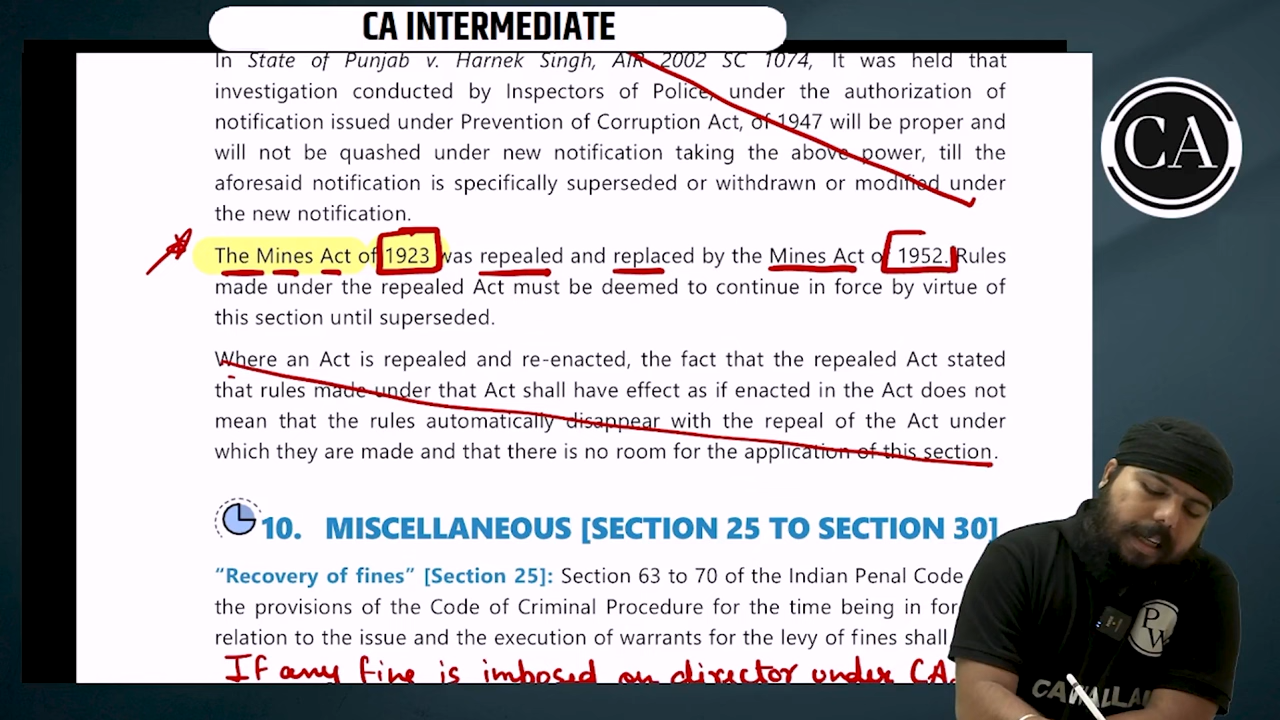 CA INTERMEDIATE
In State of Punjab v. Harnek Singh, AIR 2002 SC 1074, It was held that
investigation conducted by Inspectors of Police, under the authorization of
notification issued under Prevention of Corruption Act, of 1947 will be proper and
will not be quashed under new notification taking the above power, till the
aforesaid notification is specifically superseded or withdrawn or modified under
the new notification.
The Mines Act of 1923 was repealed and replaced by the Mines Act of 1952. Rules
made under the repealed Act must be deemed to continue in force by virtue of
this section until superseded.
Where an Act is repealed and re-enacted, the fact that the repealed Act stated
that rules made under that Act shall have effect as if enacted in the Act does not
mean that the rules automatically disappear with the repeal of the Act under
which they are made and that there is no room for the application of this section.
10. MISCELLANEOUS [SECTION 25 TO SECTION 30]
“Recovery of fines” [Section 25]: Section 63 to 70 of the Indian Penal Code
the provisions of the Code of Criminal Procedure for the time being in for
relation to the issue and the execution of warrants for the levy of fines shall
If any fine is imposed on director under CA
CA
PW
CAWALLAH